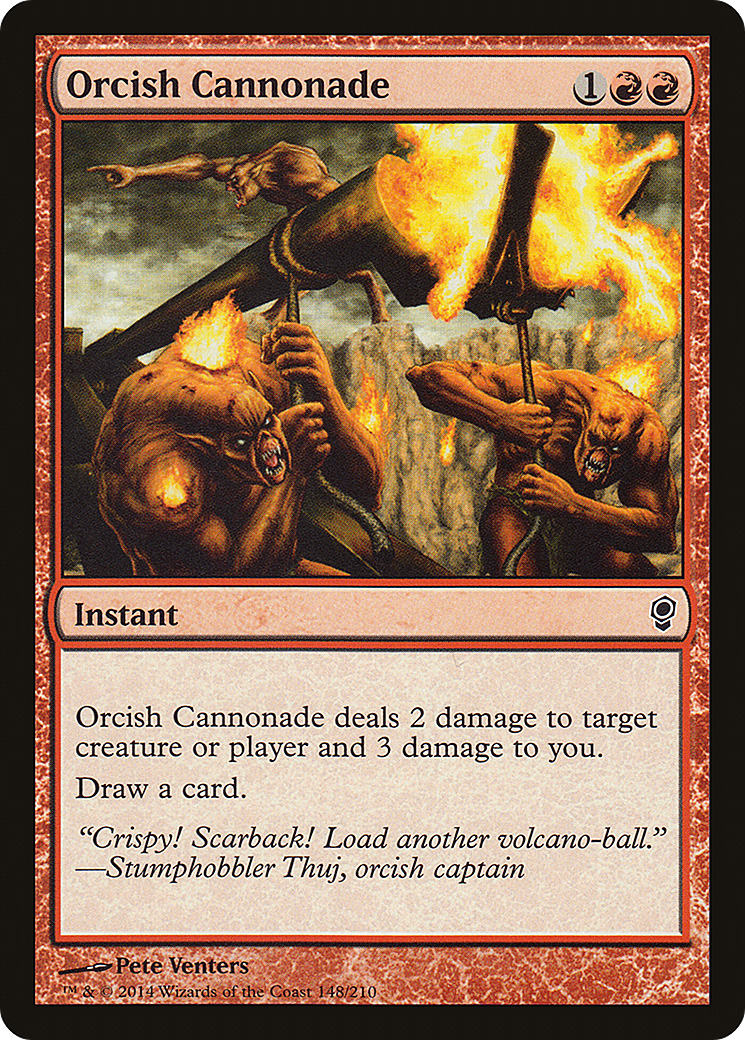 Orcish Cannonade 1
Instant
Orcish Cannonade deals 2 damage to target
creature or player and 3 damage to you.
Draw a card.
“Crispy! Scarback! Load another volcano-ball.”
—Stumphobbler Thuj, orcish captain
Pete Venters
™ & © 2014 Wizards of the Coast 148/210